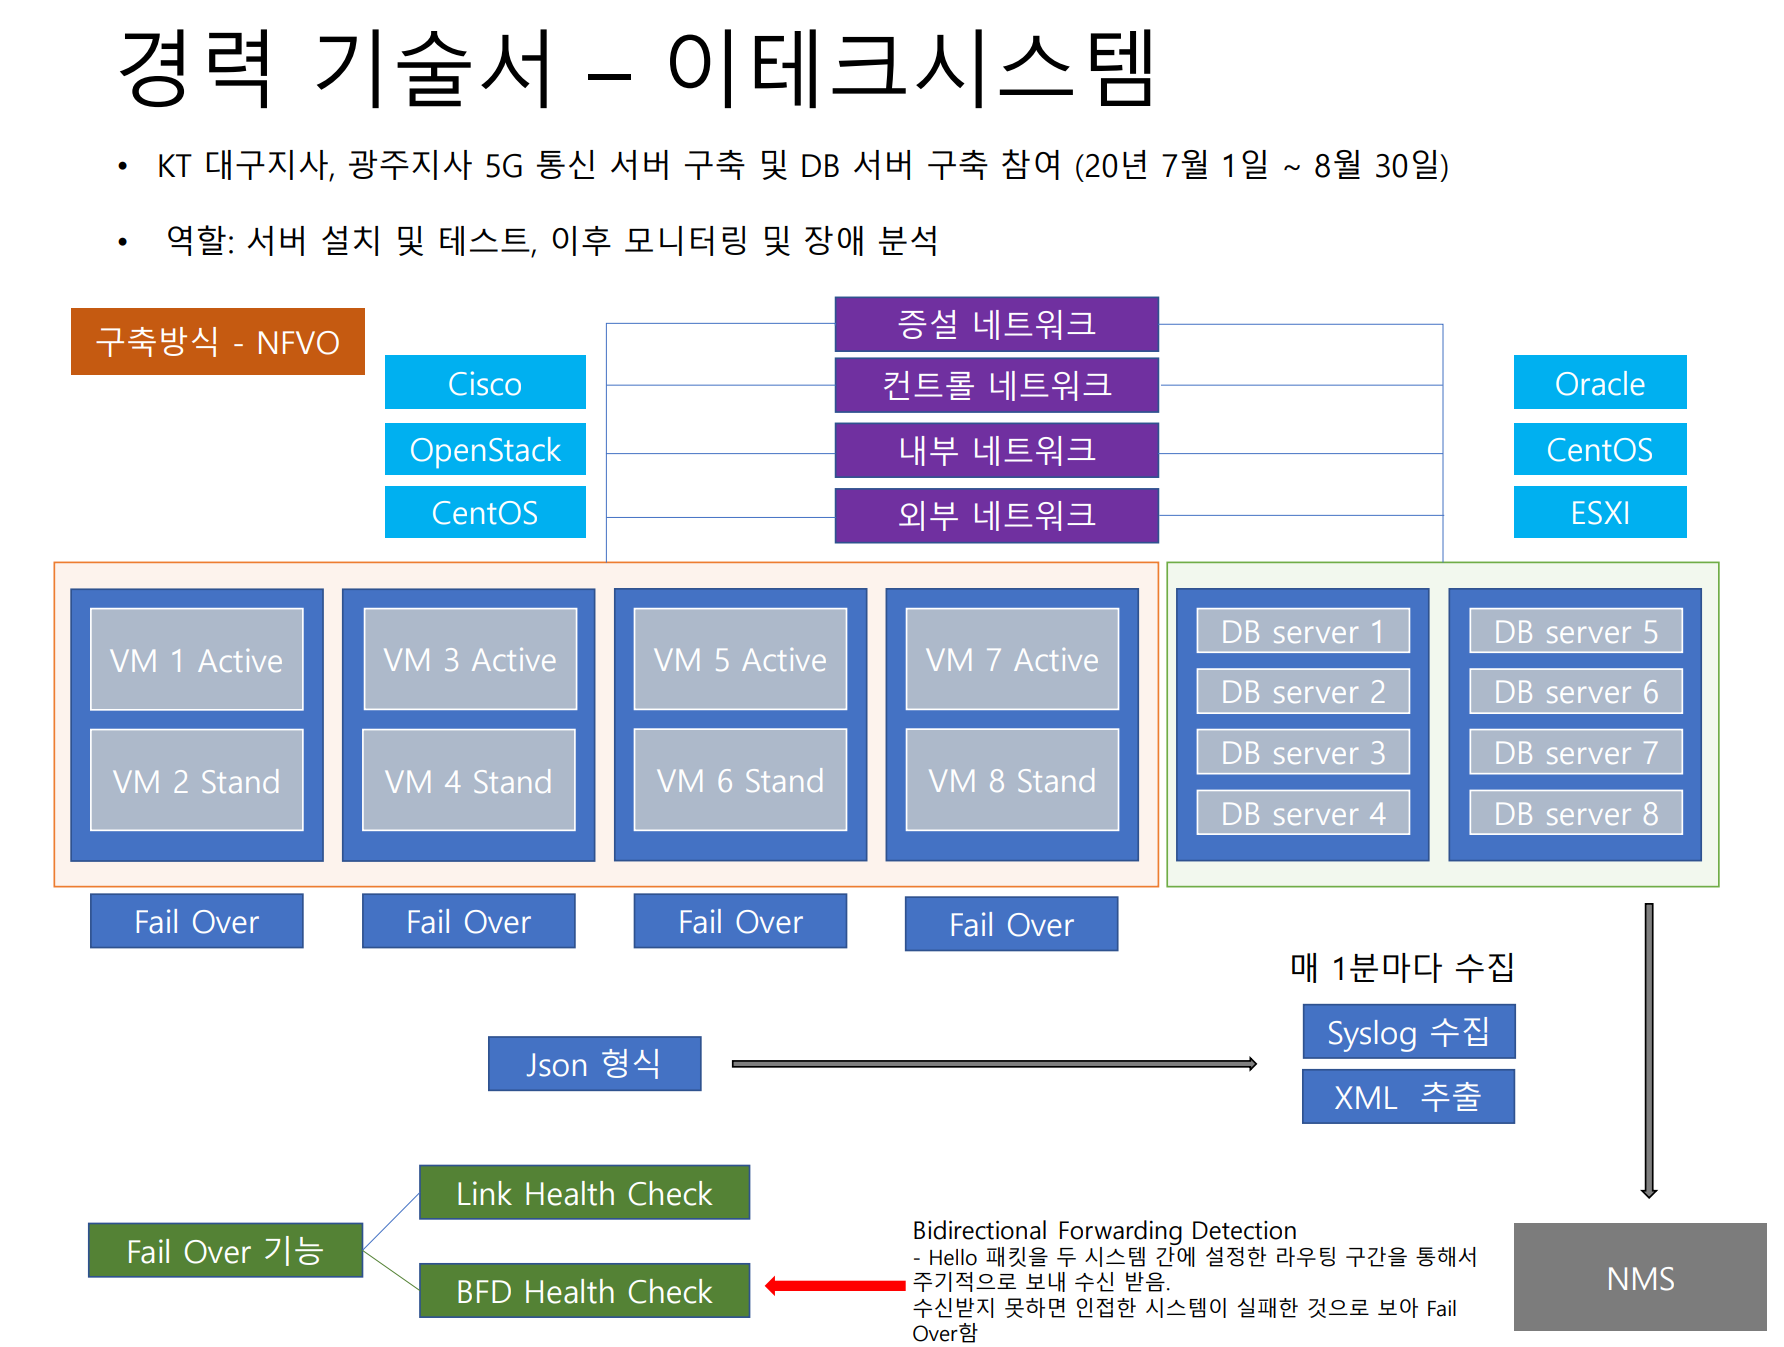 경력 기술서 – 이테크시스템
• KT 대구지사, 광주지사 5G 통신 서버 구축 및 DB 서버 구축 참여 (20년 7월 1일 ~ 8월 30일)
• 역할: 서버 설치 및 테스트, 이후 모니터링 및 장애 분석
구축방식 - NFVO
Cisco
OpenStack
CentOS
증설 네트워크
컨트롤 네트워크
내부 네트워크
외부 네트워크
Oracle
CentOS
ESXI
VM 1 Active
VM 2 Stand
VM 3 Active
VM 4 Stand
VM 5 Active
VM 6 Stand
VM 7 Active
VM 8 Stand
DB server 1
DB server 2
DB server 3
DB server 4
DB server 5
DB server 6
DB server 7
DB server 8
Fail Over
Fail Over
Fail Over
Fail Over
매 1분마다 수집
Json 형식
Syslog 수집
XML 추출
Fail Over 기능
Link Health Check
BFD Health Check
Bidirectional Forwarding Detection
- Hello 패킷을 두 시스템 간에 설정한 라우팅 구간을 통해서
주기적으로 보내 수신 받음.
수신받지 못하면 인접한 시스템이 실패한 것으로 보아 Fail
Over함
NMS